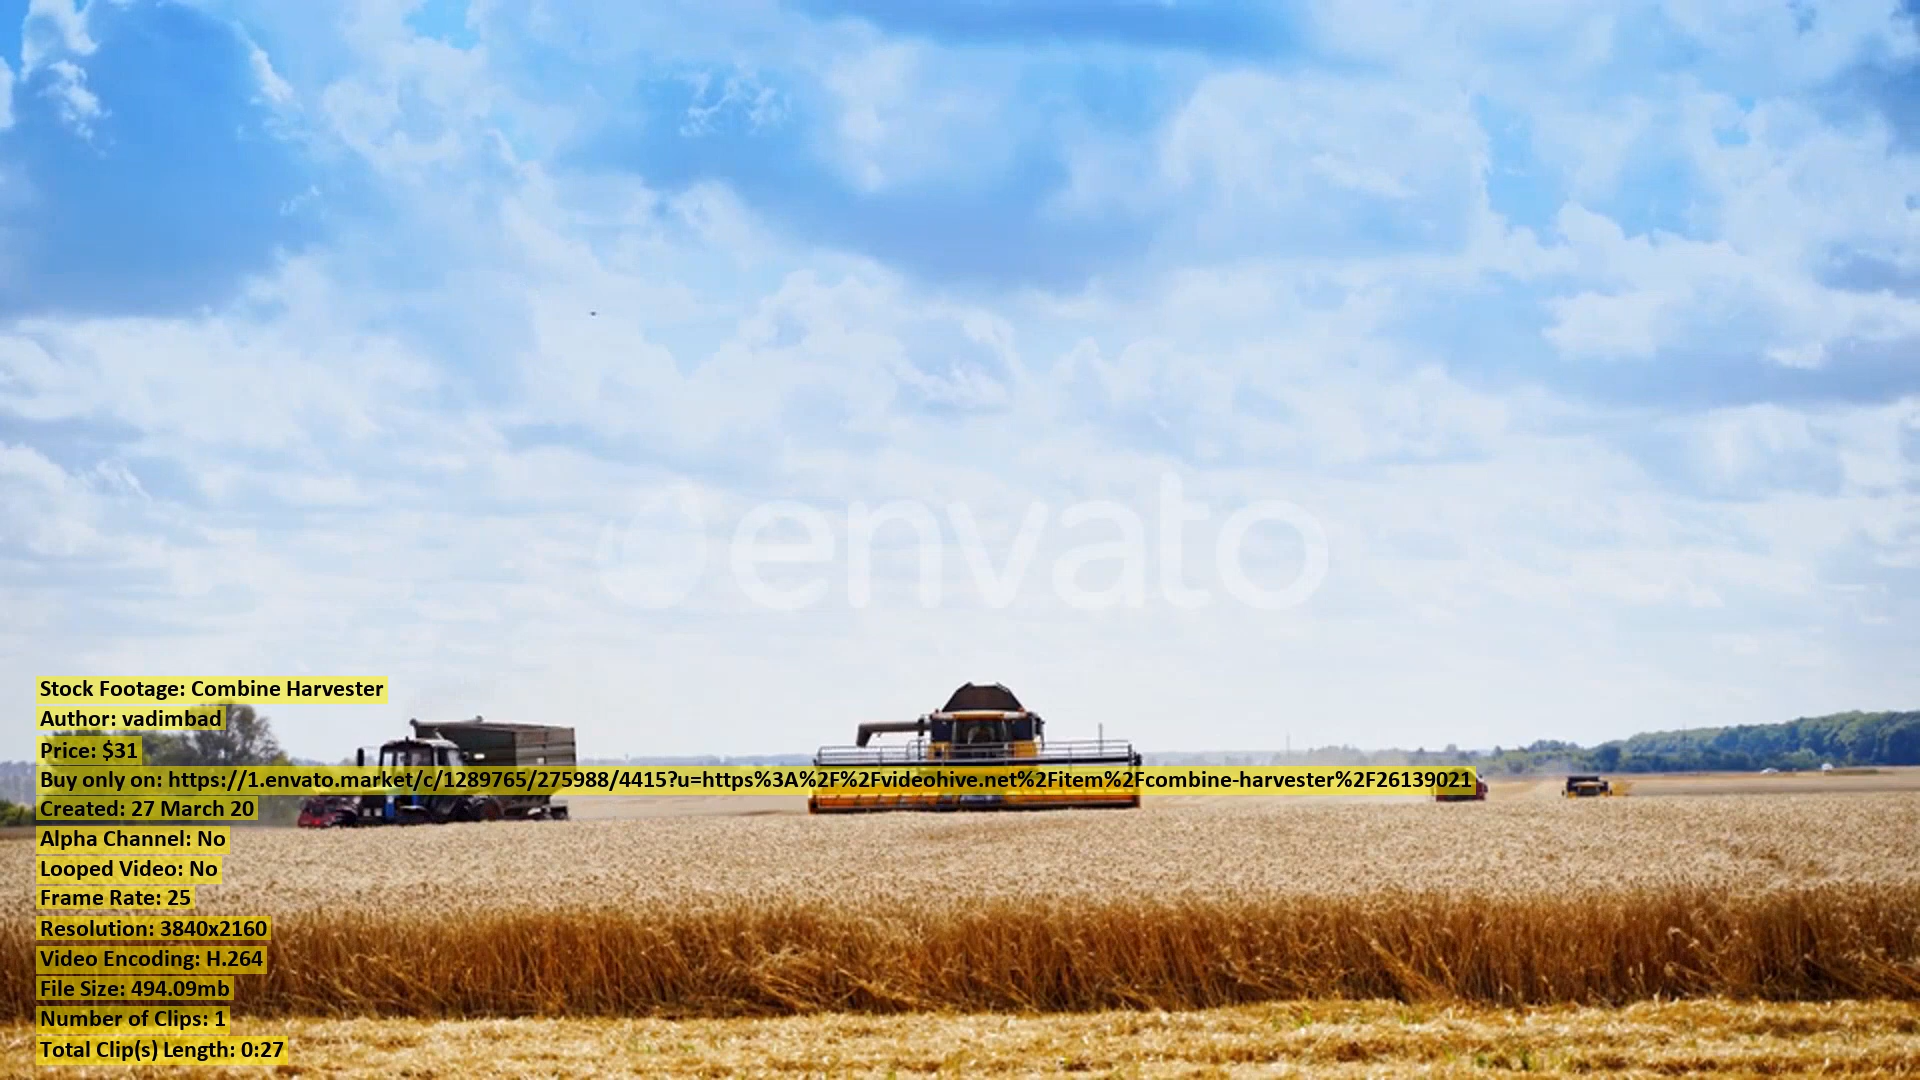 envato
Stock Footage: Combine Harvester
Author: vadimbad
Price: $31
Buy only on: https://1.envato.market/c/1289765/275988/4415?u=https%3A%2F%2Fvideohive.net%2Fitem%2Fcombine-harvester%2F26139021
Created: 27 March 20
Alpha Channel: No
Looped Video: No
Frame Rate: 25
Resolution: 3840x2160
Video Encoding: H.264
File Size: 494.09mb
Number of Clips: 1
Total Clip(s) Length: 0:27